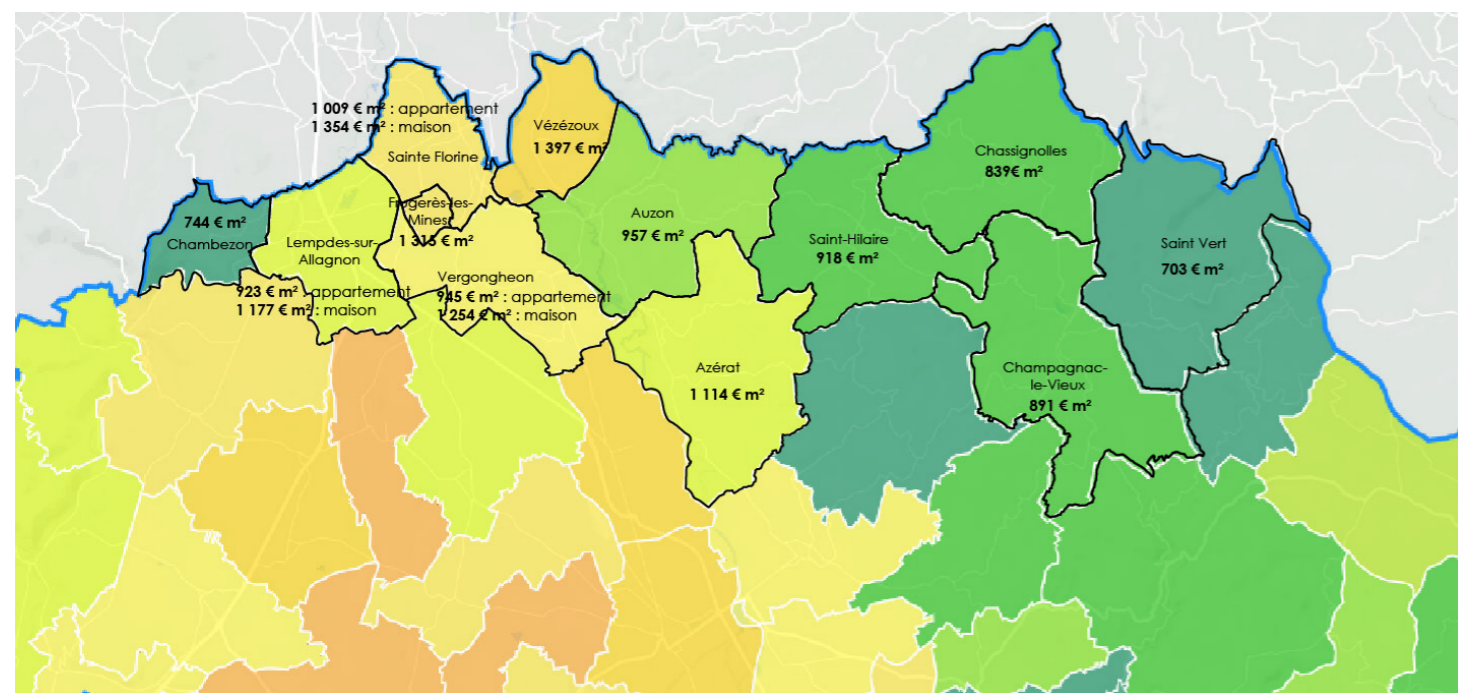 1 009 € m² : appartement
1 354 € m² : maison
Sainte Florine
Vézézoux
1 397 € m²
Chassignolles
839€ m²
744 € m²
Chambezon
Lempdes-sur-
Allagnon
923 € m² : appartement
1 177 € m² : maison
Frugerès-les-
Mines
1 315 € m²
Vergongheon
945 € m² : appartement
1 254 € m² : maison
Auzon
957 € m²
Saint-Hilaire
918 € m²
Saint Vert
703 € m²
Azérat
1 114 € m²
Champagnac-
le-Vieux
891 € m²